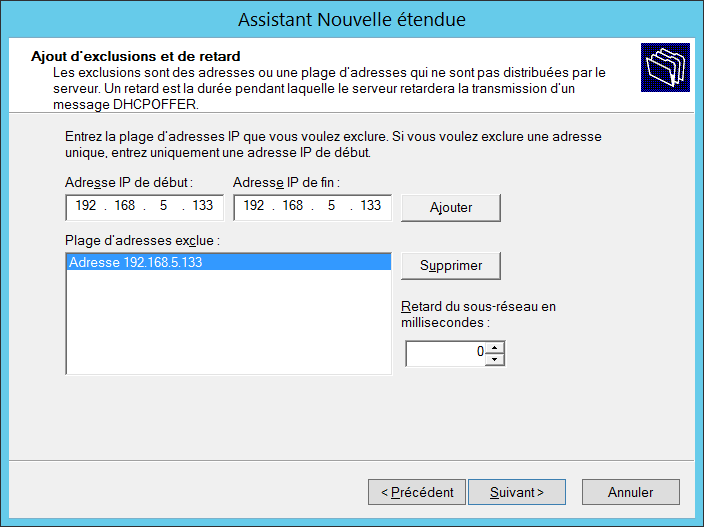 Assistant Nouvelle étendue
Ajout d'exclusions et de retard
Les exclusions sont des adresses ou une plage d'adresses qui ne sont pas distribuées par le
serveur. Un retard est la durée pendant laquelle le serveur retardera la transmission d'un
message DHCPOFFER.
Entrez la plage d'adresses IP que vous voulez exclure. Si vous voulez exclure une adresse
unique, entrez uniquement une adresse IP de début.
Adresse IP de début : Adresse IP de fin :
192 . 168 . 5 . 133 192 . 168 . 5 . 133 Ajouter
Plage d'adresses exclue :
Adresse 192.168.5.133
Supprimer
Retard du sous-réseau en
millisecondes :
0
< Précédent Suivant > Annuler